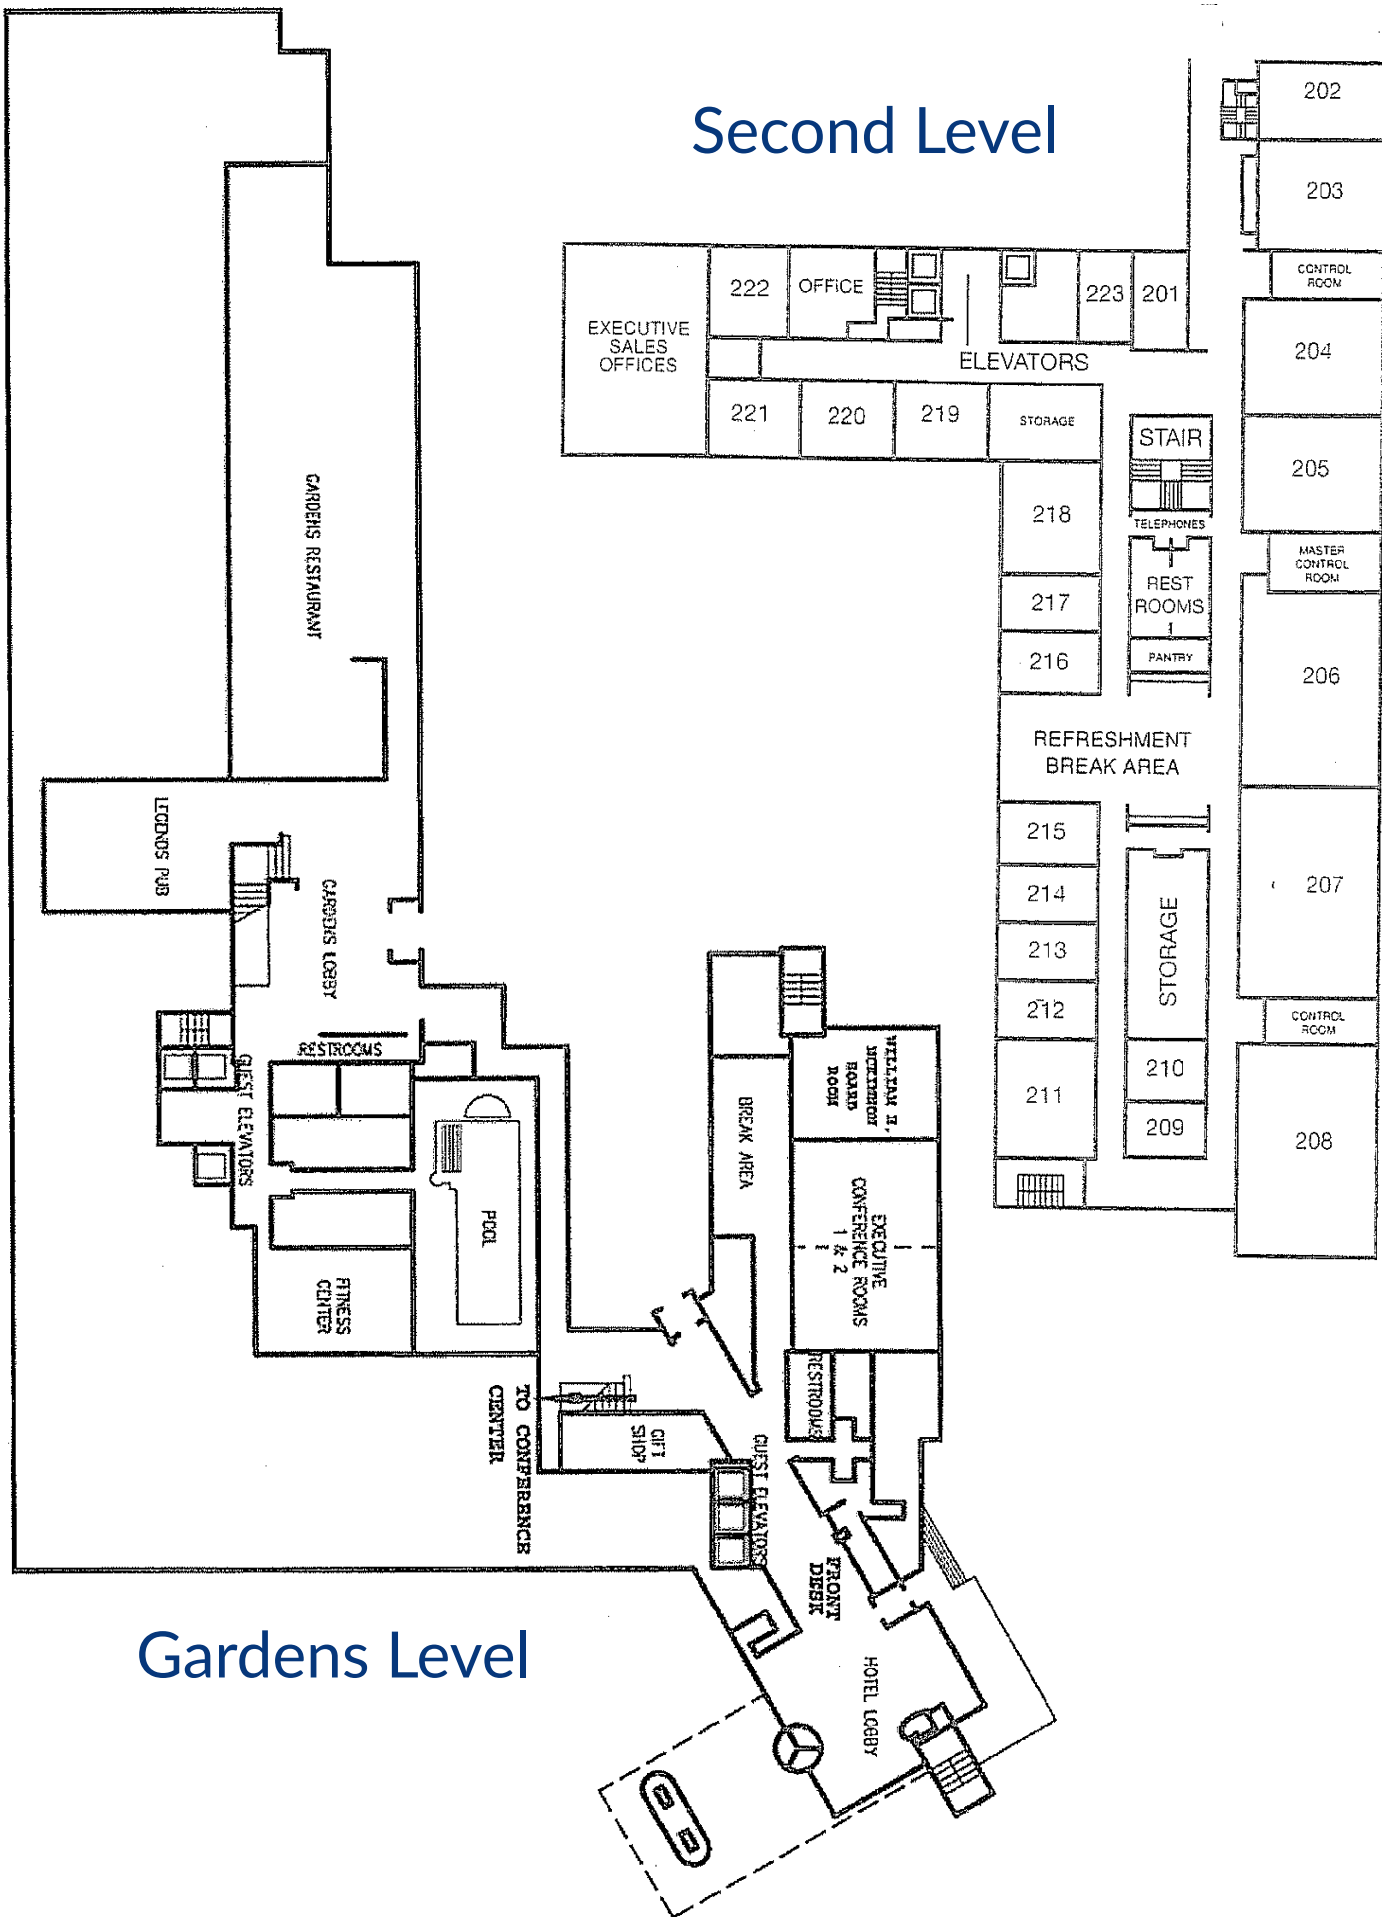 Second Level
202
203
CONTROL
ROOM
222
OFFICE
223
201
EXECUTIVE
SALES
OFFICES
ELEVATORS
204
221
220
219
STORAGE
STAIR
205
218
TELEPHONES
MASTER
CONTROL
ROOM
217
REST
ROOMS
216
PANTRY
206
REFRESHMENT
BREAK AREA
215
214
213
212
211
STORAGE
207
CONTROL
ROOM
210
209
208
GARDENS RESTAURANT
LEGENDS PUB
GARDENS LOBBY
RESTROOMS
GUEST ELEVATORS
POOL
FITNESS
CENTER
BREAK AREA
WILLIAM H.
BOARD
ROOM
EXECUTIVE
CONFERENCE ROOMS
1 & 2
RESTROOMS
TO CONFERENCE
CENTER
GIFT
SHOP
GUEST ELEVATORS
FRONT
DESK
HOTEL LOBBY
Gardens Level